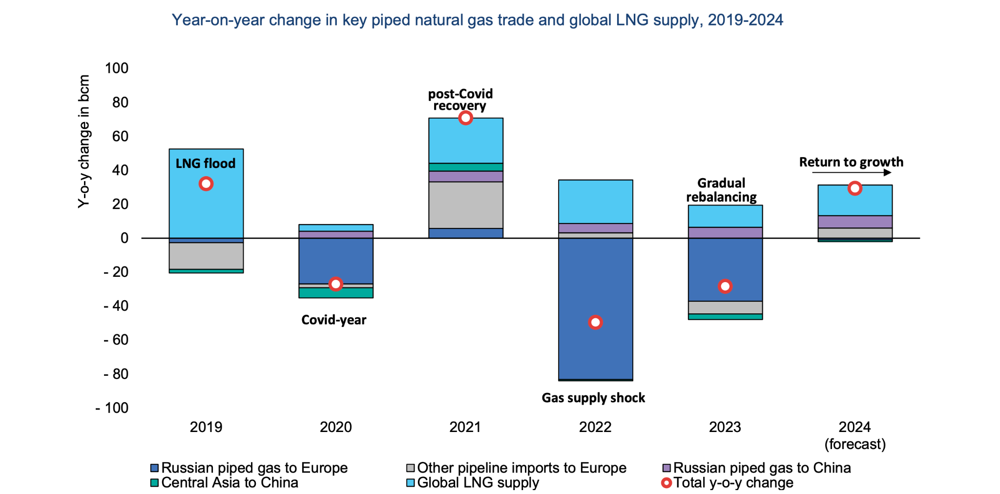 Year-on-year change in key piped natural gas trade and global LNG supply, 2019-2024
Y-o-y change in bcm
100
80
60
40
20
0
- 20
- 40
- 60
- 80
- 100
LNG flood
Covid-year
post-Covid
recovery
Gas supply shock
Gradual
rebalancing
Return to growth
2019
2020
2021
2022
2023
2024
(forecast)
Russian piped gas to Europe
Other pipeline imports to Europe
Russian piped gas to China
Central Asia to China
Global LNG supply
Total y-o-y change